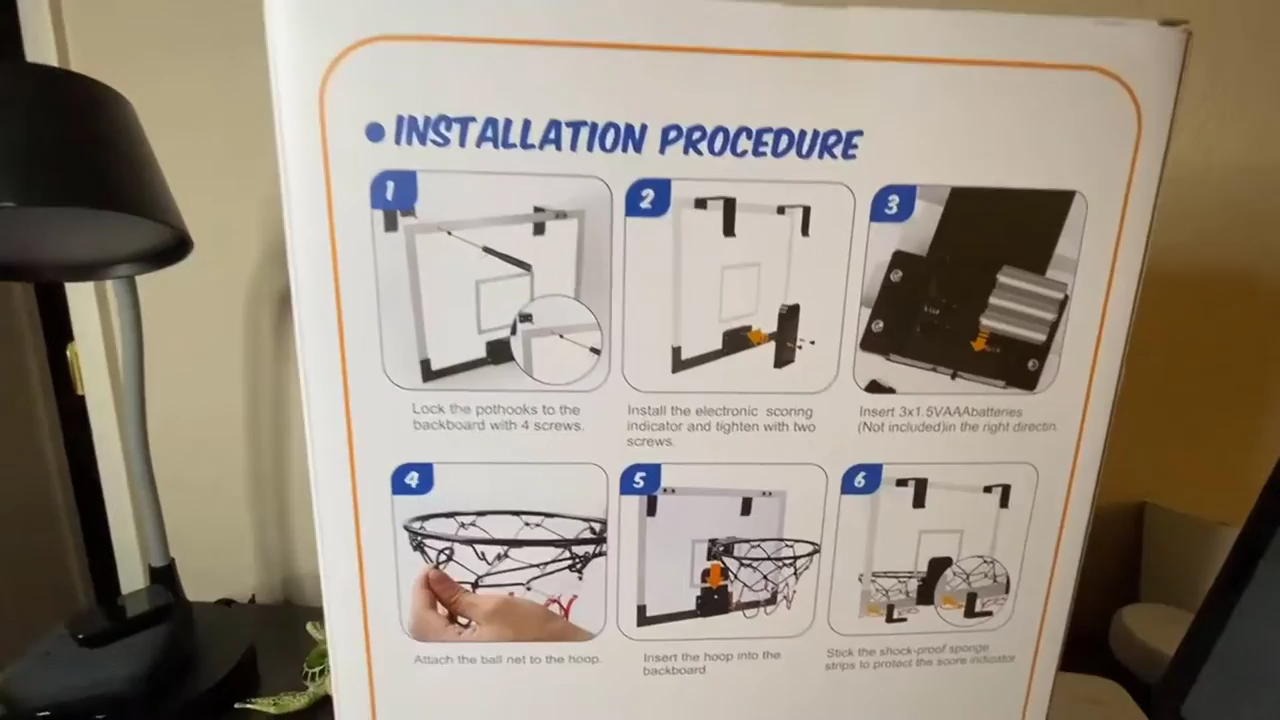 • INSTALLATION PROCEDURE
1
2
3
Lock the pothooks to the
backboard with 4 screws.
Install the electronic scoring
indicator and tighten with two
screws.
Insert 3x1.5VAAAbatteries
(Not included)in the right directin.
4
5
6
Attach the ball net to the hoop.
Insert the hoop into the
backboard.
Stick the shock-proof sponge
strips to protect the score indicator